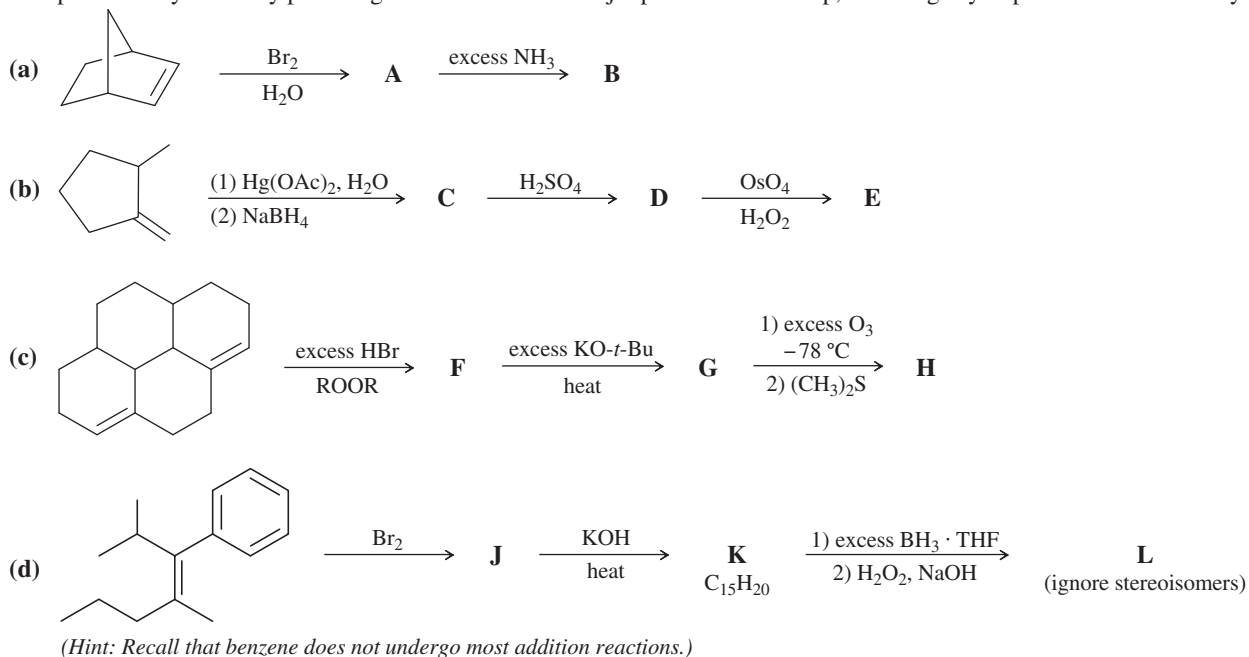 (a) Br₂ H₂O A excess NH₃ B
(b) (1) Hg(OAc)₂, H₂O (2) NaBH₄ C H₂SO₄ D OsO₄ H₂O₂ E
(c) excess HBr ROOR F excess KO-t-Bu heat G 1) excess O₃ −78 °C 2) (CH₃)₂S H
(d) Br₂ J KOH heat K C₁₅H₂₀ 1) excess BH₃ · THF 2) H₂O₂, NaOH L (ignore stereoisomers)
(Hint: Recall that benzene does not undergo most addition reactions.)